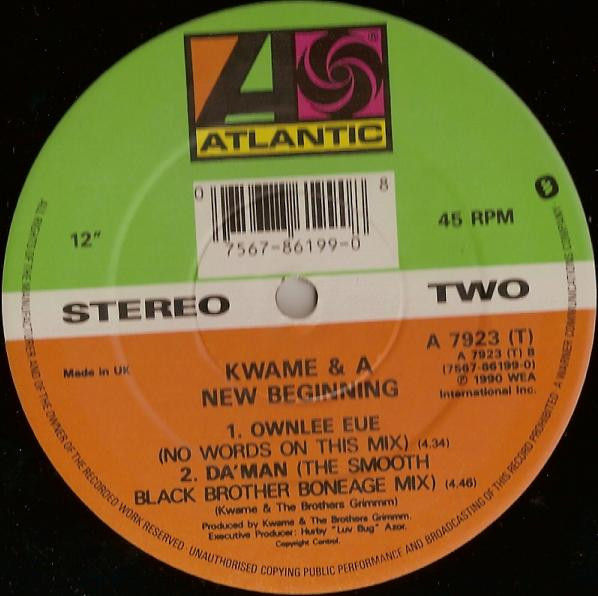 ATLANTIC
®
0 8
7567-86199-0
12"
45 RPM
STEREO
TWO
Made in UK
A 7923 (T)
A 7923 (T) B
(7567-86199-0)
℗ 1990 WEA
International Inc.
KWAME & A
NEW BEGINNING
1. OWNLEE EUE
(NO WORDS ON THIS MIX) (4.34)
2. DA'MAN (THE SMOOTH
BLACK BROTHER BONEAGE MIX) (4.46)
(Kwame & The Brothers Grimmm)
Produced by Kwame & The Brothers Grimmm.
Executive Producer: Hurby "Luv Bug" Azor.
Copyright Control.
ALL RIGHTS OF THE MANUFACTURER AND OF THE OWNER OF THE RECORDED WORK RESERVED · UNAUTHORISED COPYING PUBLIC PERFORMANCE AND BROADCASTING OF THIS RECORD PROHIBITED A WARNER COMMUNICATIONS COMPANY